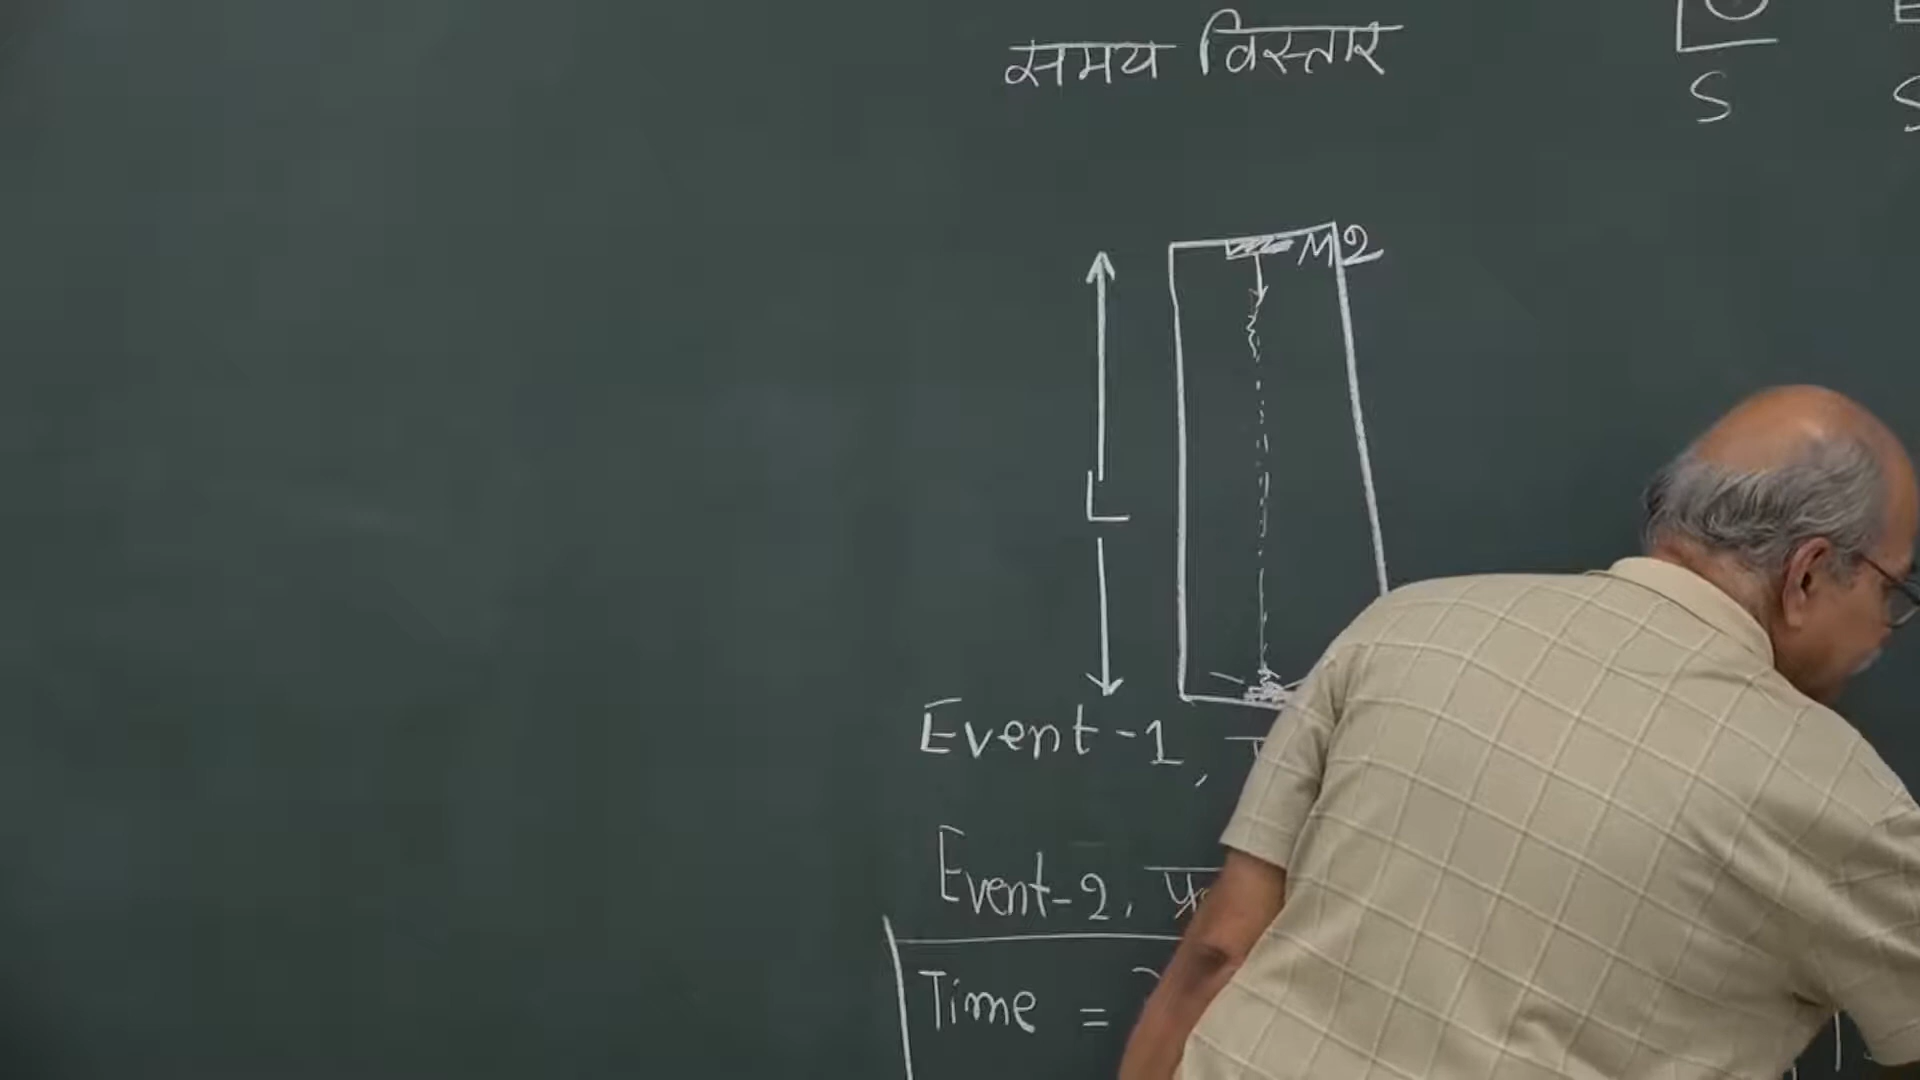 समय विस्तार
S
M2
L
Event-1,
Event-2,
Time =